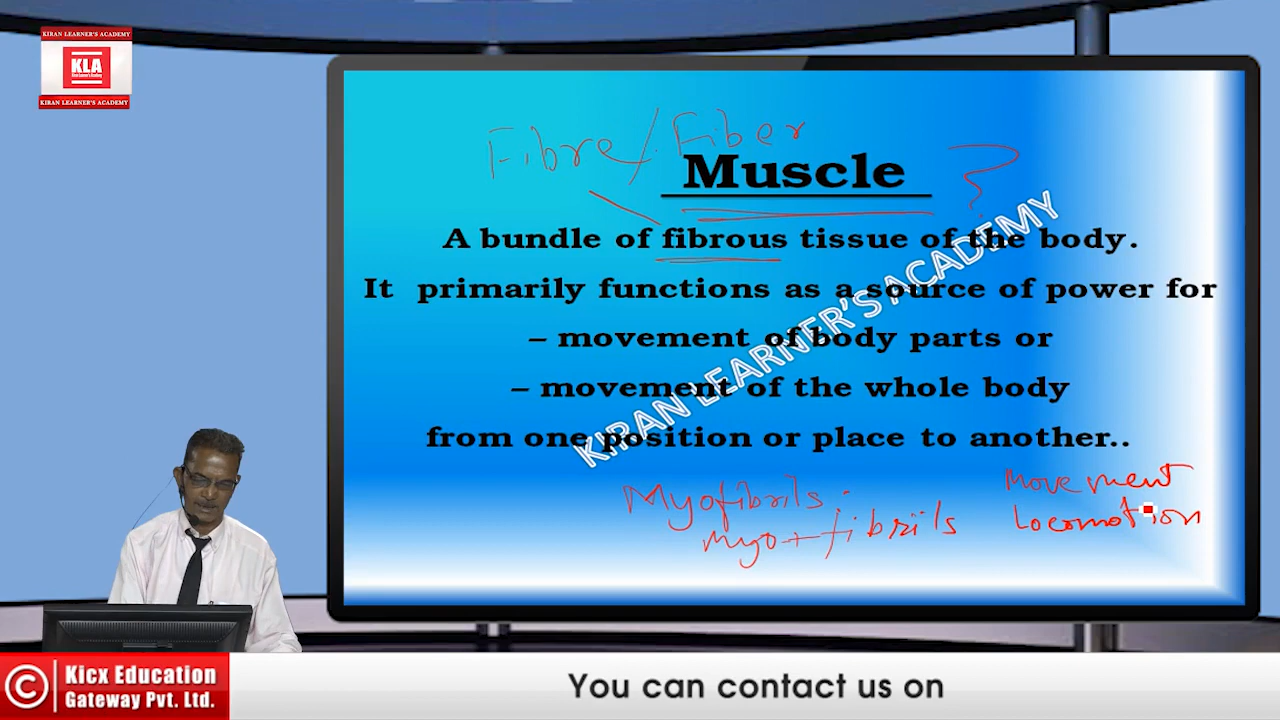 KIRAN LEARNER'S ACADEMY
KLA
Kiran Learner's Academy
KIRAN LEARNER'S ACADEMY
Fibre/Fiber
Muscle ?
A bundle of fibrous tissue of the body.
It primarily functions as a source of power for
– movement of body parts or
– movement of the whole body
from one position or place to another..
KIRAN LEARNER'S ACADEMY
Myofibrils :
Myo+fibrils
Movement
Locomotion
© Kicx Education
Gateway Pvt. Ltd.
You can contact us on